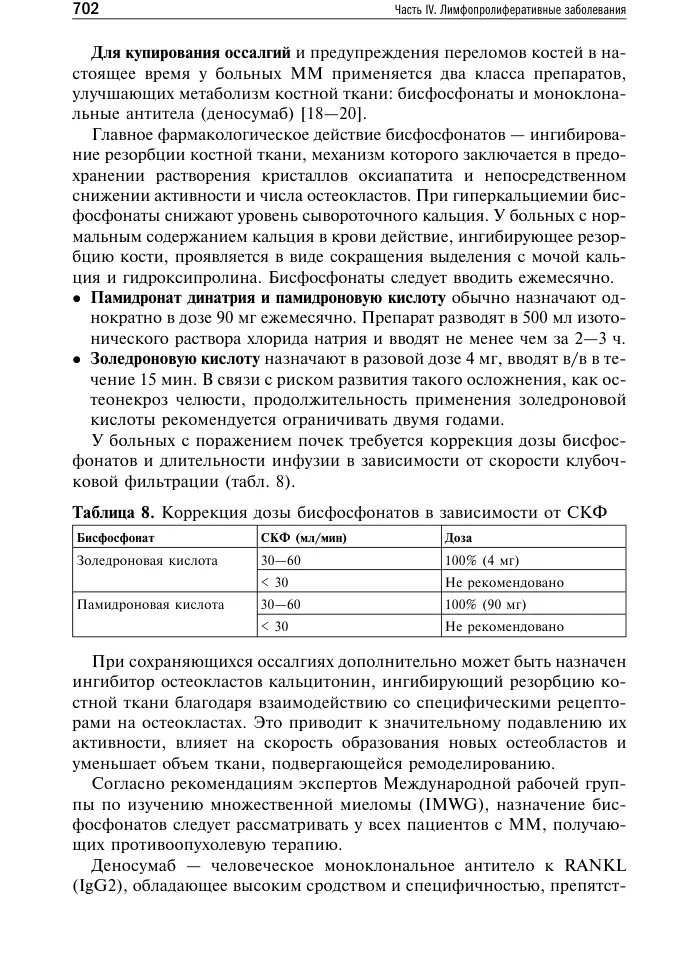 702
Часть IV. Лимфопролиферативные заболевания
Для купирования оссалгий и предупреждения переломов костей в на-
стоящее время у больных ММ применяется два класса препаратов,
улучшающих метаболизм костной ткани: бисфосфонаты и моноклона-
льные антитела (деносумаб) [18—20].
Главное фармакологическое действие бисфосфонатов — ингибирова-
ние резорбции костной ткани, механизм которого заключается в предо-
хранении растворения кристаллов оксиапатита и непосредственном
снижении активности и числа остеокластов. При гиперкальциемии бис-
фосфонаты снижают уровень сывороточного кальция. У больных с нор-
мальным содержанием кальция в крови действие, ингибирующее резор-
бцию кости, проявляется в виде сокращения выделения с мочой каль-
ция и гидроксипролина. Бисфосфонаты следует вводить ежемесячно.
● Памидронат динатрия и памидроновую кислоту обычно назначают од-
нократно в дозе 90 мг ежемесячно. Препарат разводят в 500 мл изото-
нического раствора хлорида натрия и вводят не менее чем за 2—3 ч.
● Золедроновую кислоту назначают в разовой дозе 4 мг, вводят в/в в те-
чение 15 мин. В связи с риском развития такого осложнения, как ос-
теонекроз челюсти, продолжительность применения золедроновой
кислоты рекомендуется ограничивать двумя годами.
У больных с поражением почек требуется коррекция дозы бисфос-
фонатов и длительности инфузии в зависимости от скорости клубоч-
ковой фильтрации (табл. 8).
Таблица 8. Коррекция дозы бисфосфонатов в зависимости от СКФ
Бисфосфонат СКФ (мл/мин) Доза
Золедроновая кислота 30—60 100% (4 мг)
< 30 Не рекомендовано
Памидроновая кислота 30—60 100% (90 мг)
< 30 Не рекомендовано
При сохраняющихся оссалгиях дополнительно может быть назначен
ингибитор остеокластов кальцитонин, ингибирующий резорбцию ко-
стной ткани благодаря взаимодействию со специфическими рецепто-
рами на остеокластах. Это приводит к значительному подавлению их
активности, влияет на скорость образования новых остеобластов и
уменьшает объем ткани, подвергающейся ремоделированию.
Согласно рекомендациям экспертов Международной рабочей груп-
пы по изучению множественной миеломы (IMWG), назначение бис-
фосфонатов следует рассматривать у всех пациентов с ММ, получаю-
щих противоопухолевую терапию.
Деносумаб — человеческое моноклональное антитело к RANKL
(IgG2), обладающее высоким сродством и специфичностью, препятст-